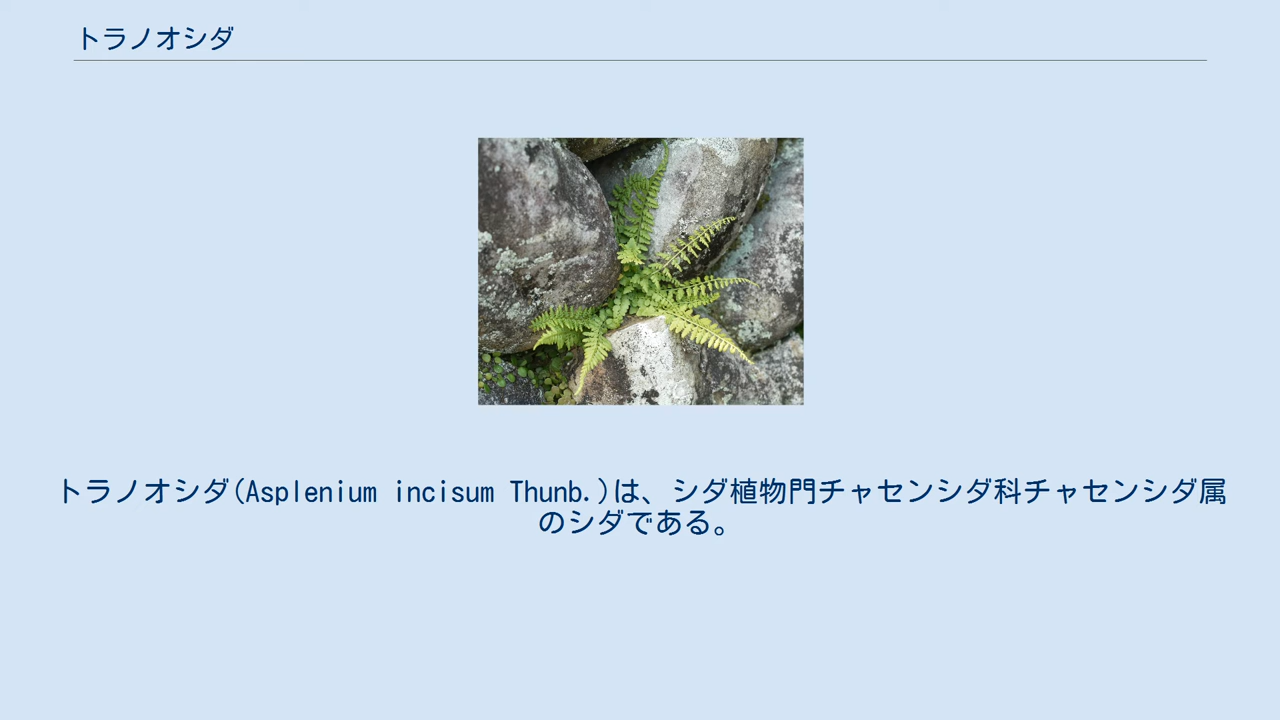 トラノオシダ
トラノオシダ(Asplenium incisum Thunb.)は、シダ植物門チャセンシダ科チャセンシダ属
のシダである。